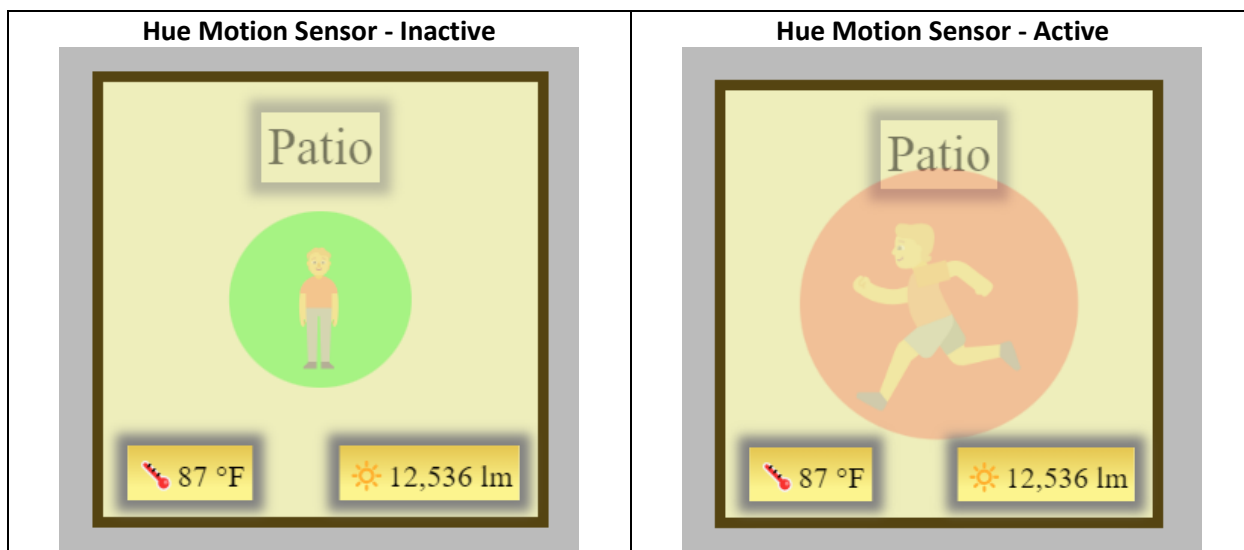 Hue Motion Sensor - Inactive
Patio
87 °F
12,536 lm
Hue Motion Sensor - Active
Patio
87 °F
12,536 lm